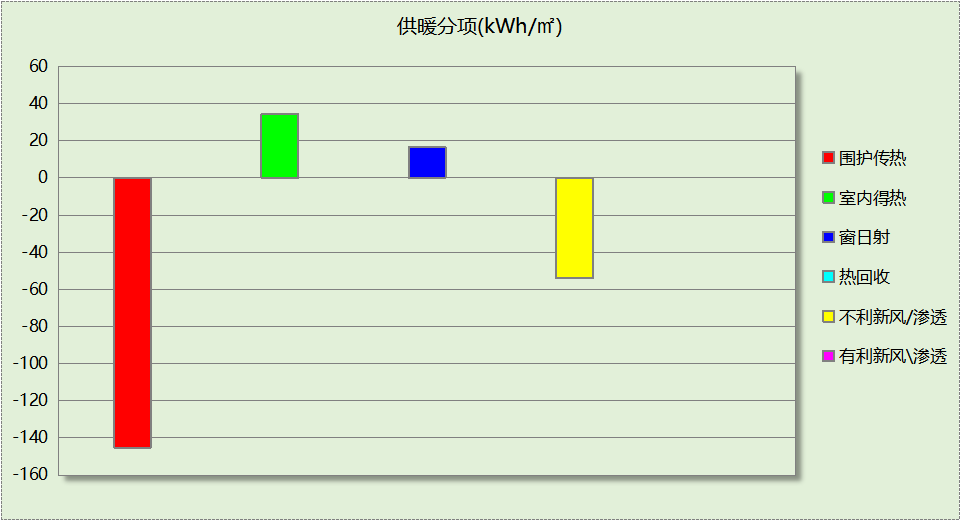 供暖分项(kWh/㎡)
60
40
20
0
-20
-40
-60
-80
-100
-120
-140
-160
围护传热
室内得热
窗日射
热回收
不利新风/渗透
有利新风\渗透